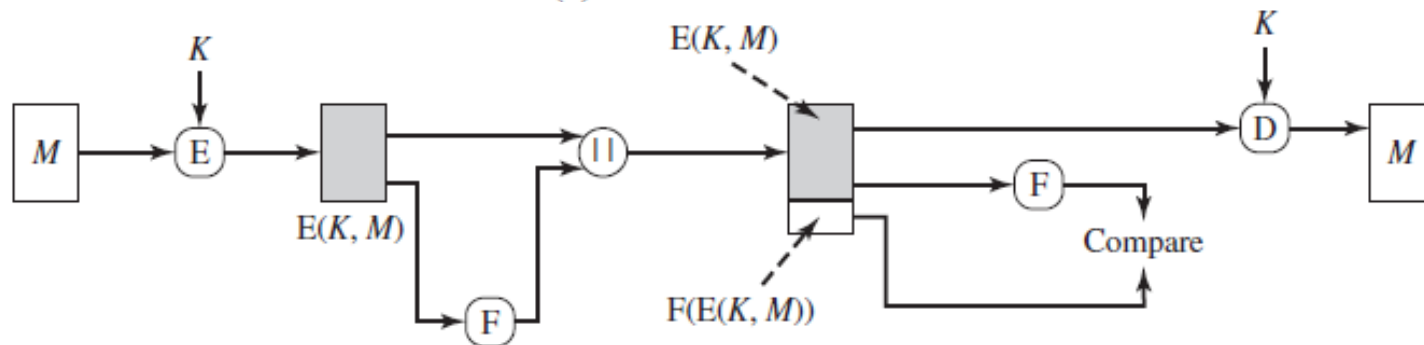 K
E(K, M)
K
M
E
||
D
M
F
E(K, M)
Compare
F(E(K, M))
F